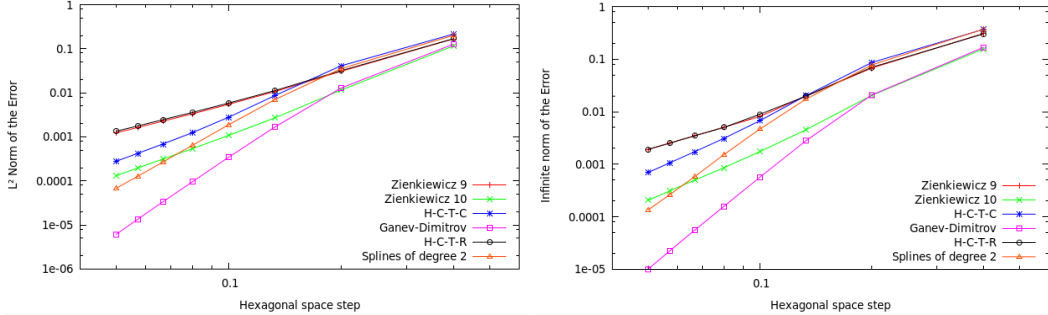 1
0.1
0.01
0.001
0.0001
1e-05
1e-06
L² Norm of the Error
Zienkiewicz 9
Zienkiewicz 10
H-C-T-C
Ganev-Dimitrov
H-C-T-R
Splines of degree 2
0.1
Hexagonal space step
1
0.1
0.01
0.001
0.0001
1e-05
Infinite norm of the Error
Zienkiewicz 9
Zienkiewicz 10
H-C-T-C
Ganev-Dimitrov
H-C-T-R
Splines of degree 2
0.1
Hexagonal space step